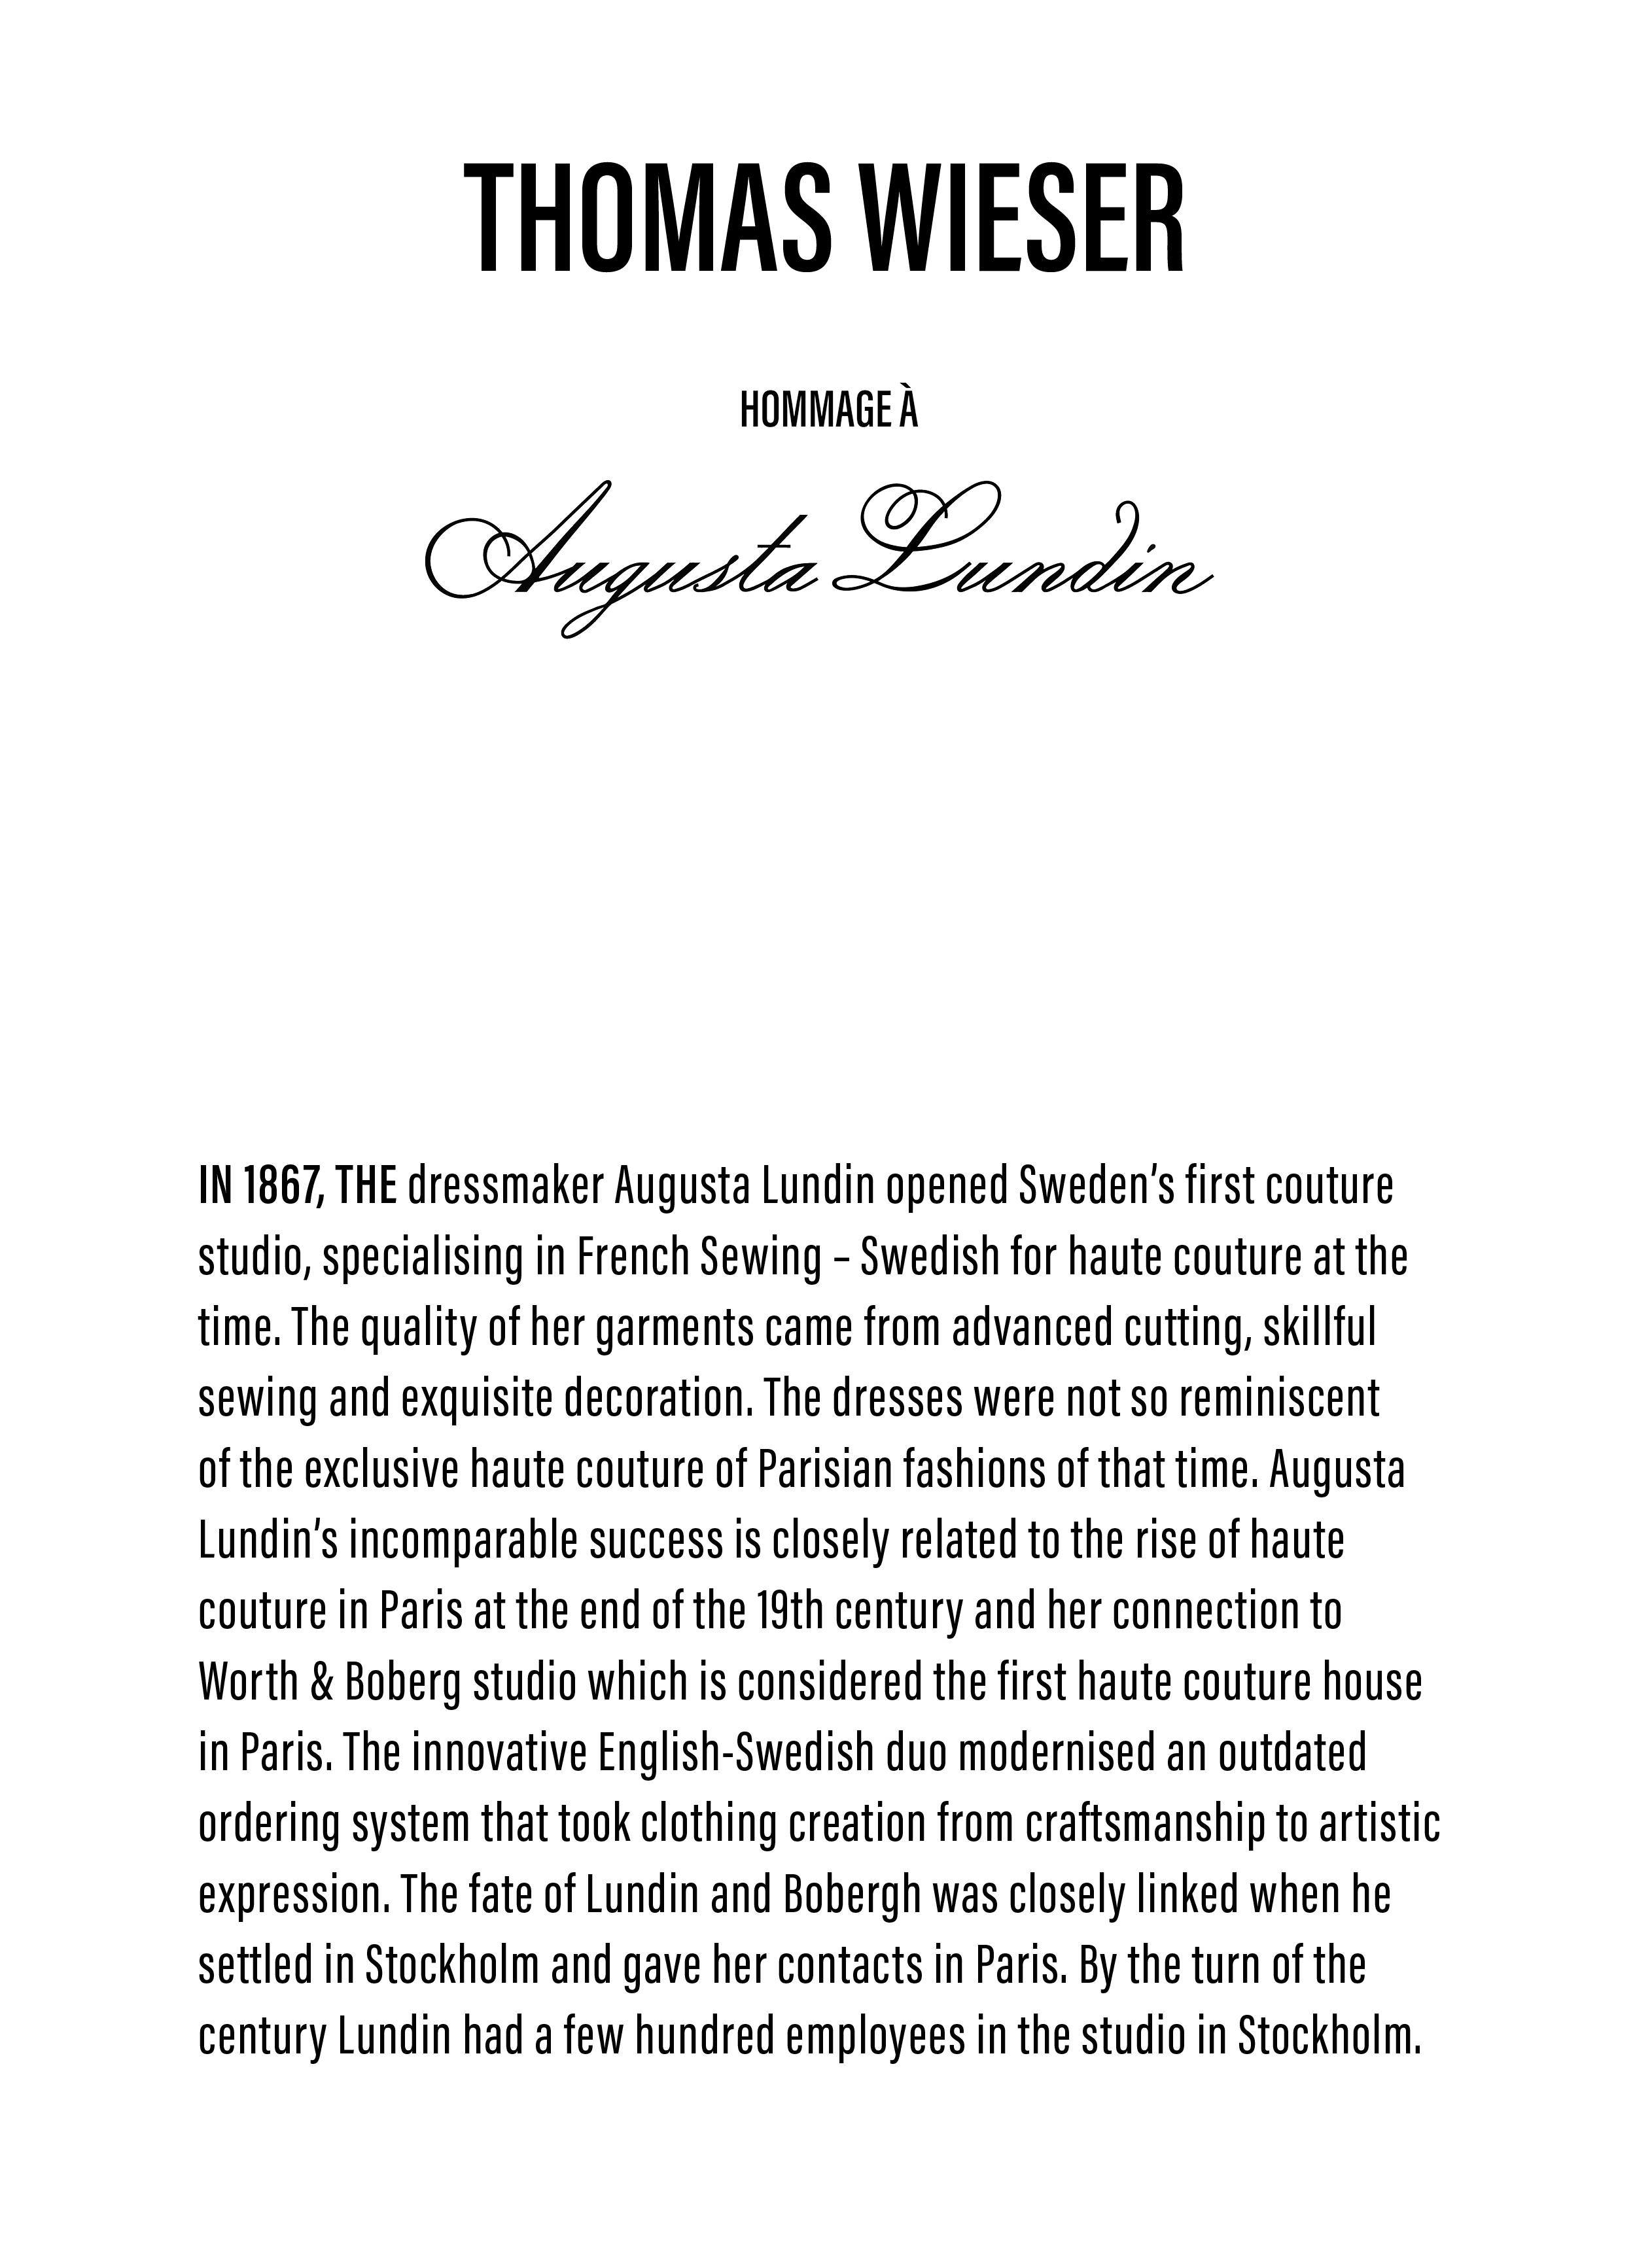 THOMAS WIESER
HOMMAGE À
Augusta Lundin
IN 1867, THE dressmaker Augusta Lundin opened Sweden’s first couture
studio, specialising in French Sewing – Swedish for haute couture at the
time. The quality of her garments came from advanced cutting, skillful
sewing and exquisite decoration. The dresses were not so reminiscent
of the exclusive haute couture of Parisian fashions of that time. Augusta
Lundin’s incomparable success is closely related to the rise of haute
couture in Paris at the end of the 19th century and her connection to
Worth & Boberg studio which is considered the first haute couture house
in Paris. The innovative English-Swedish duo modernised an outdated
ordering system that took clothing creation from craftsmanship to artistic
expression. The fate of Lundin and Bobergh was closely linked when he
settled in Stockholm and gave her contacts in Paris. By the turn of the
century Lundin had a few hundred employees in the studio in Stockholm.